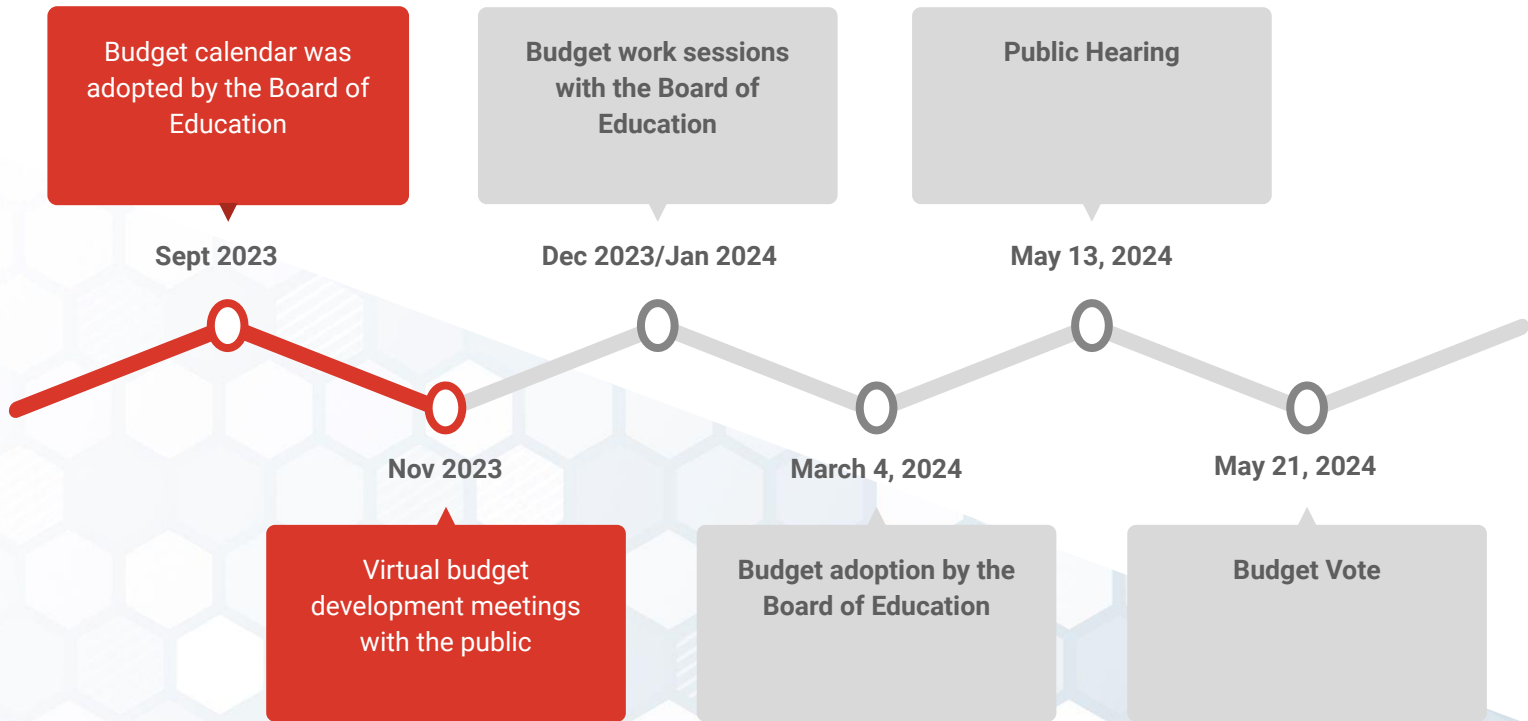 Budget calendar was
adopted by the Board of
Education
Budget work sessions
with the Board of
Education
Public Hearing
Sept 2023
Dec 2023/Jan 2024
May 13, 2024
Nov 2023
March 4, 2024
May 21, 2024
Virtual budget
development meetings
with the public
Budget adoption by the
Board of Education
Budget Vote